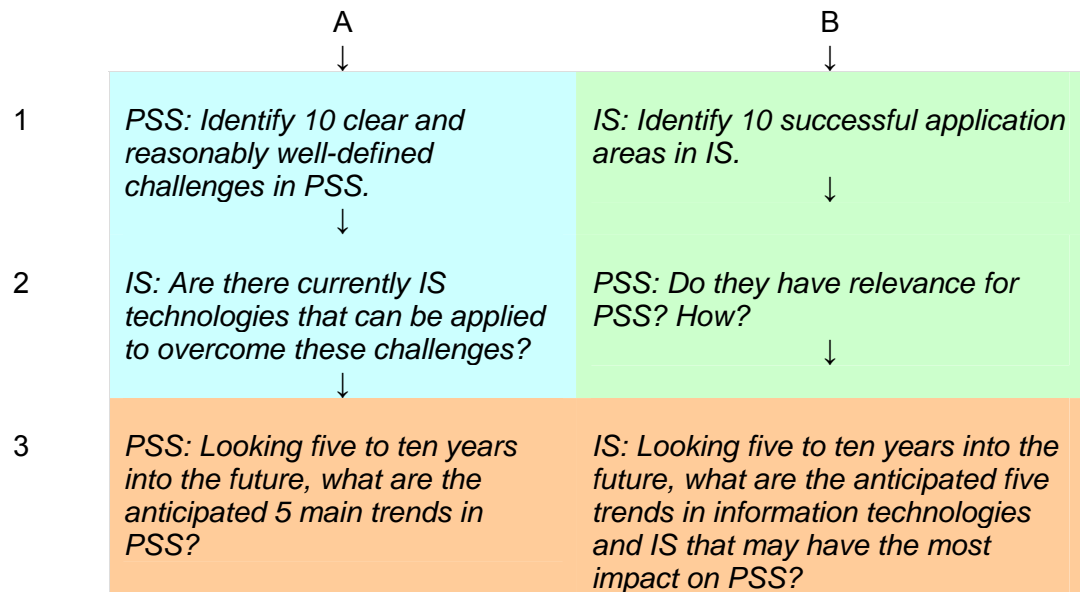 A
B
↓
↓
1
PSS: Identify 10 clear and
reasonably well-defined
challenges in PSS.
↓
IS: Identify 10 successful application
areas in IS.
↓
2
IS: Are there currently IS
technologies that can be applied
to overcome these challenges?
↓
PSS: Do they have relevance for
PSS? How?
↓
3
PSS: Looking five to ten years
into the future, what are the
anticipated 5 main trends in
PSS?
IS: Looking five to ten years into the
future, what are the anticipated five
trends in information technologies
and IS that may have the most
impact on PSS?